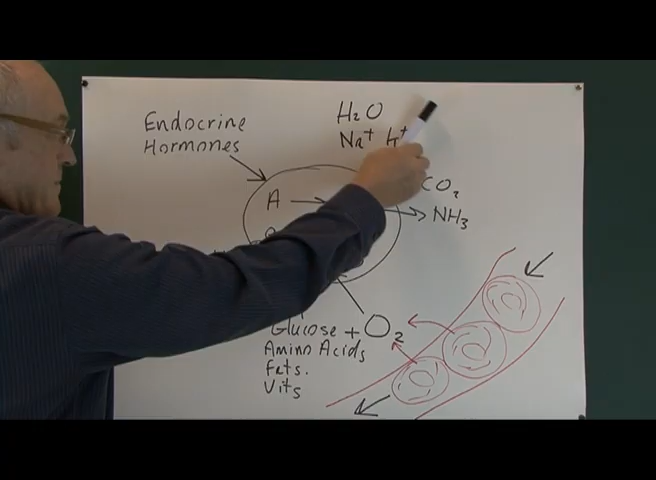 Endocrine
Hormones
H₂O
Na⁺ K⁺
A
CO₂
NH₃
Glucose + O₂
Amino Acids
Fats.
Vits